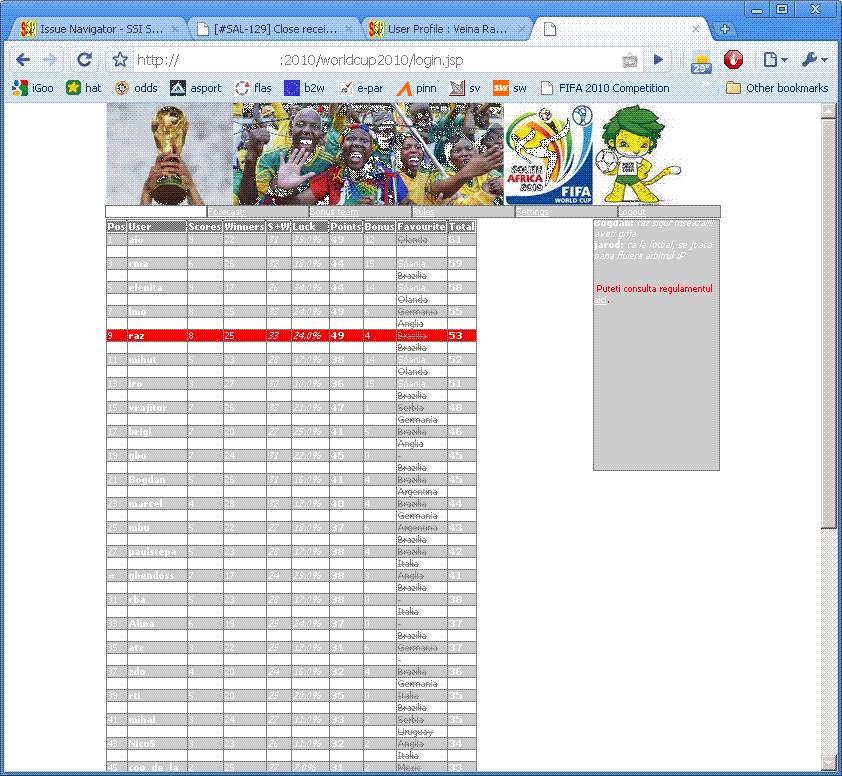 Issue Navigator - SSI S...
[#SAL-129] Close recei...
User Profile : Veina Ra...
http:// :2010/worldcup2010/login.jsp
29°
iGoo hat odds asport flas b2w e-par pinn sv sw FIFA 2010 Competition Other bookmarks
SOUTH AFRICA 2010
FIFA
WORLD CUP
Forecasts Bonus team Rules Settings Logout
Pos User Scores Winners S+W Luck Points Bonus Favourite Total
1 alo 9 22 31 29.0% 49 12 Olanda 61
3 cma 6 26 32 18.0% 44 15 Spania 59
Brazilia
5 elenita 9 17 26 34.0% 44 14 Spania 58
Olanda
7 lmo 8 25 33 24.0% 49 6 Germania 55
Anglia
9 raz 8 25 33 24.0% 49 4 Brazilia 53
Brazilia
11 mihut 5 23 28 17.0% 38 14 Spania 52
Olanda
13 iro 3 27 30 10.0% 36 15 Spania 51
Brazilia
15 vrajitor 7 26 33 21.0% 47 1 Serbia 48
Germania
17 brigi 7 20 27 25.0% 41 5 Brazilia 46
Anglia
19 gbo 7 24 31 22.0% 45 0 - 45
Brazilia
21 Bogdan 5 26 31 16.0% 41 4 Brazilia 45
Argentina
23 marcel 4 28 32 12.0% 40 4 Brazilia 44
Germania
25 mbu 5 22 27 18.0% 37 6 Argentina 43
Brazilia
27 paulstepa 5 23 28 17.0% 38 4 Brazilia 42
Italia
= ghendoss 7 17 24 29.0% 38 3 Anglia 41
Brazilia
31 cba 5 23 28 17.0% 38 0 - 38
Italia
33 Alina 6 19 25 24.0% 37 0 - 37
Brazilia
35 atz 3 22 25 12.0% 31 6 Germania 37
-
37 zdo 4 20 24 16.0% 32 4 Brazilia 36
Germania
39 rti 5 20 25 20.0% 35 0 Italia 35
Brazilia
41 mihai 3 24 27 11.0% 33 2 Serbia 35
Uruguay
43 NicuS 3 23 26 11.0% 32 2 Anglia 34
Italia
45 cop_de_la 2 25 27 7.0% 31 2 Mexic 33
Bogdan: raz sigur triseaza!!!!
aveti grija
jarod: ca la fotbal, se joaca
pana fluiera arbitrul :P
Puteti consulta regulamentul
aici.